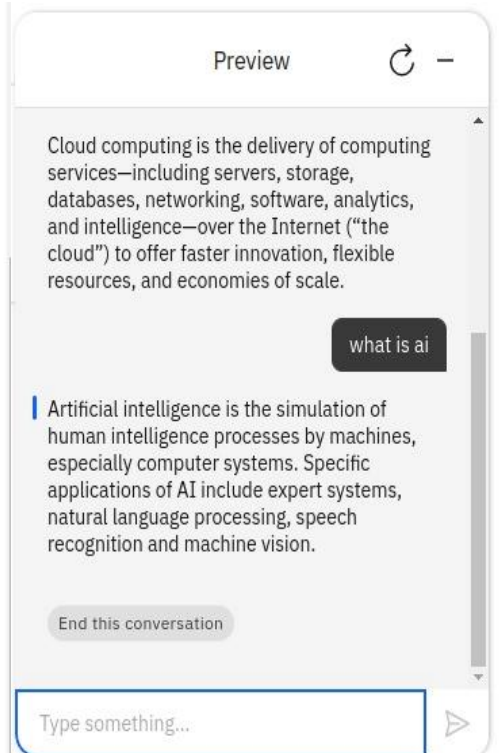 Preview
Cloud computing is the delivery of computing
services—including servers, storage,
databases, networking, software, analytics,
and intelligence—over the Internet (“the
cloud”) to offer faster innovation, flexible
resources, and economies of scale.
what is ai
Artificial intelligence is the simulation of
human intelligence processes by machines,
especially computer systems. Specific
applications of AI include expert systems,
natural language processing, speech
recognition and machine vision.
End this conversation
Type something...